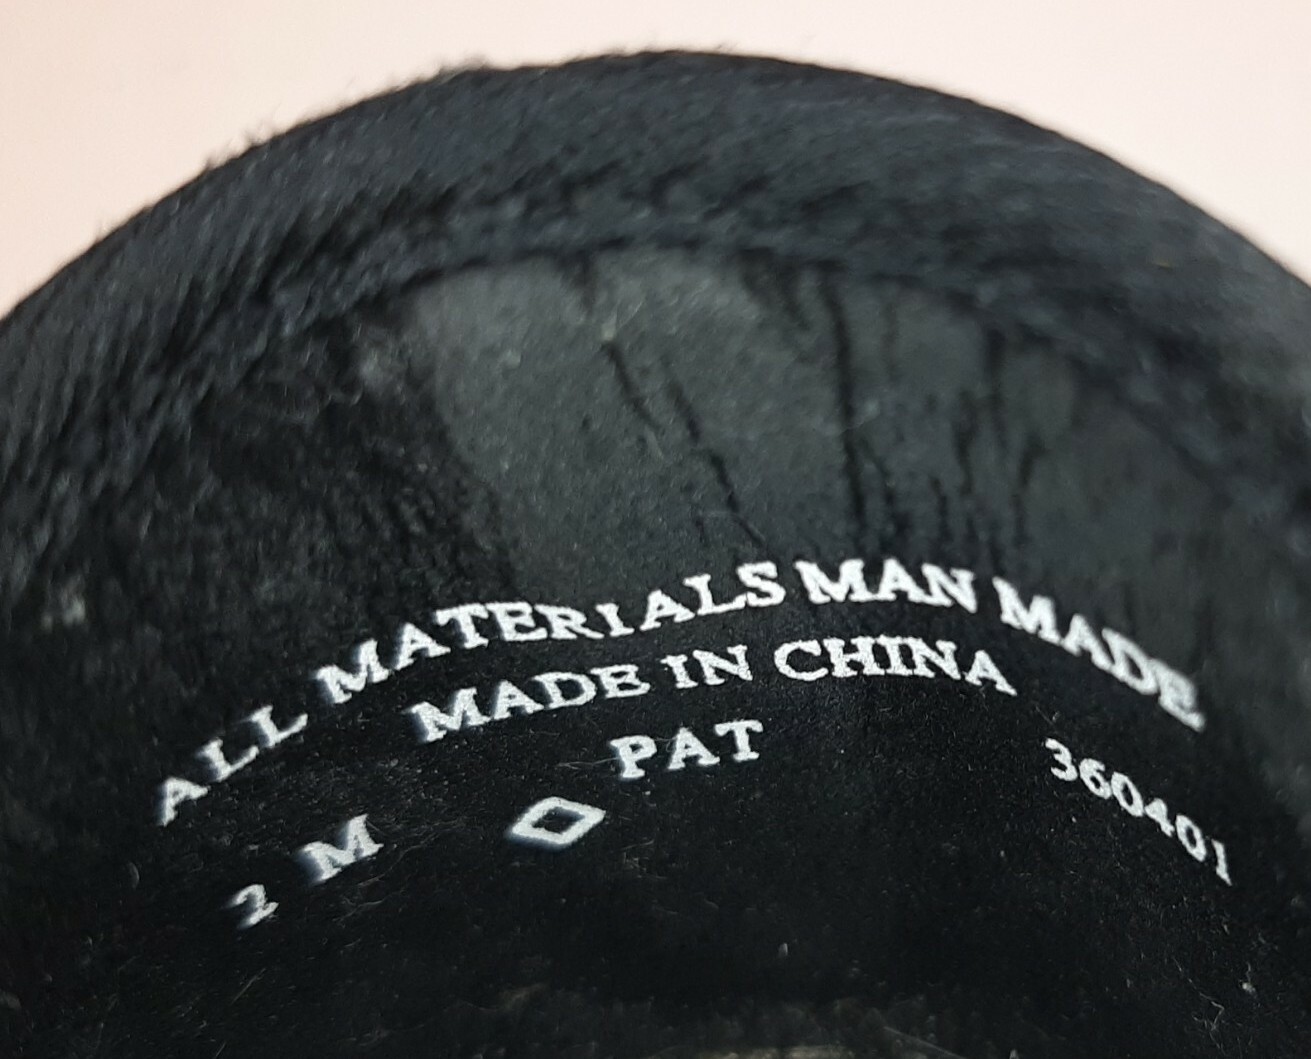 ALL MATERIALS MAN MADE
MADE IN CHINA
PAT
2 M
360401